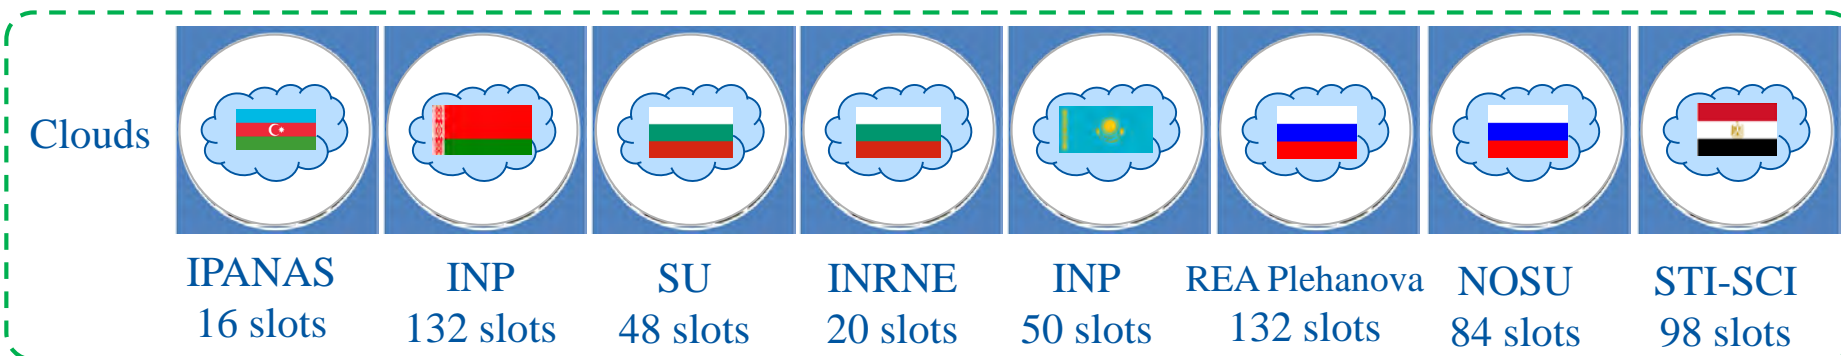 Clouds
IPANAS
16 slots
INP
132 slots
SU
48 slots
INRNE
20 slots
INP
50 slots
REA Plehanova
132 slots
NOSU
84 slots
STI-SCI
98 slots